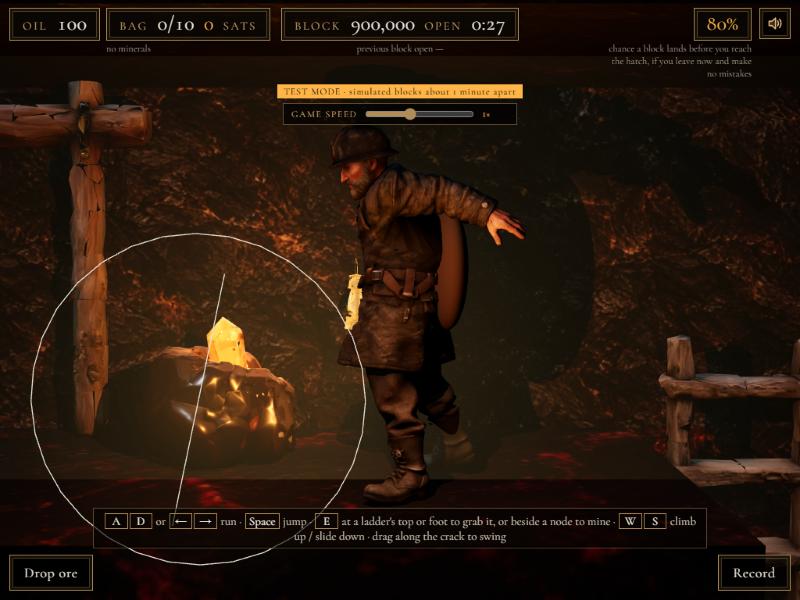 OIL 100
BAG 0/10 0 SATS
BLOCK 900,000 OPEN 0:27
80%
no minerals
previous block open —
chance a block lands before you reach
the hatch, if you leave now and make
no mistakes
TEST MODE · simulated blocks about 1 minute apart
GAME SPEED 1×
A D or ← → run · Space jump · E at a ladder's top or foot to grab it, or beside a node to mine · W S climb
up / slide down · drag along the crack to swing
Drop ore
Record